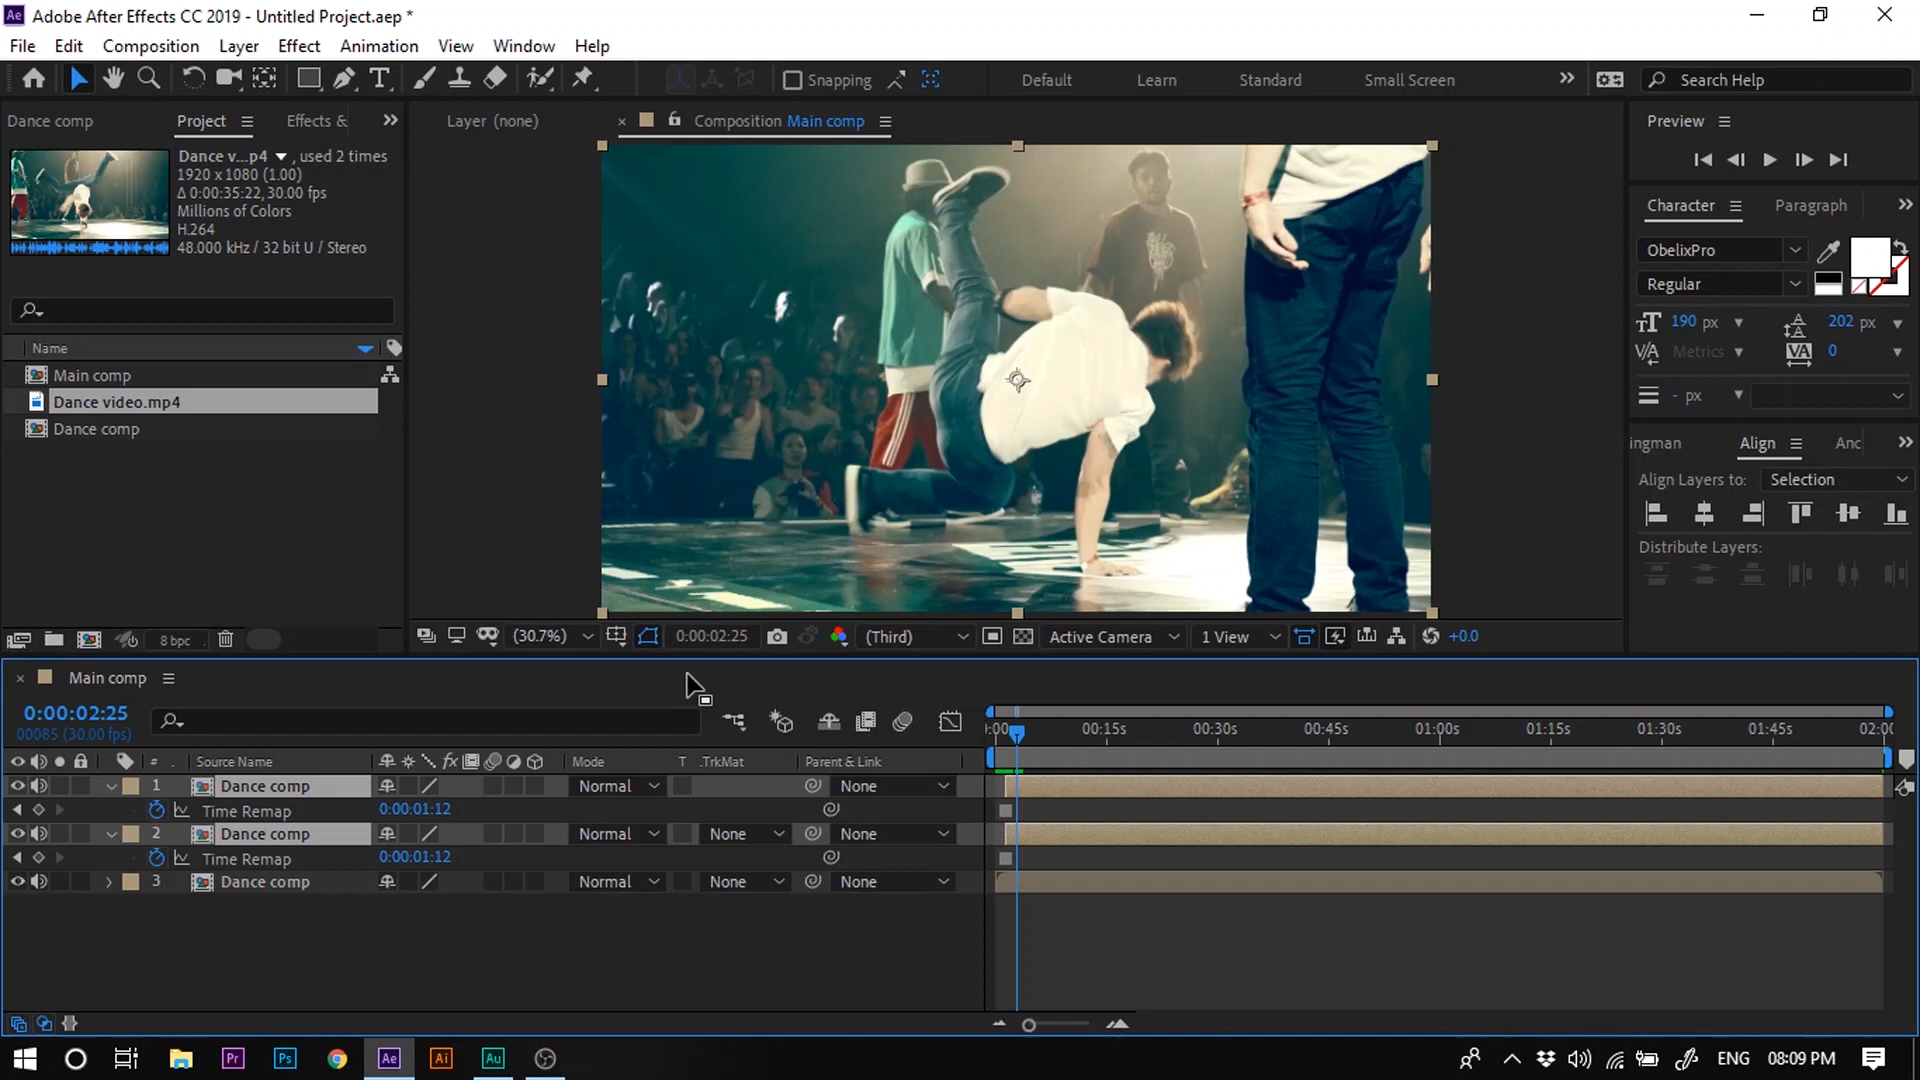 Ae Adobe After Effects CC 2019 - Untitled Project.aep *
File Edit Composition Layer Effect Animation View Window Help
Snapping Default Learn Standard Small Screen Search Help
Dance comp Project Effects &
Layer (none)
Composition Main comp
Preview
Dance v...p4 , used 2 times
1920 x 1080 (1.00)
Δ 0:00:35:22, 30.00 fps
Millions of Colors
H.264
48.000 kHz / 32 bit U / Stereo
Name
Main comp
Dance video.mp4
Dance comp
8 bpc
Character Paragraph
ObelixPro
Regular
190 px 202 px
Metrics 0
- px
ingman Align Anc
Align Layers to: Selection
Distribute Layers:
(30.7%) 0:00:02:25 (Third) Active Camera 1 View +0.0
Main comp
0:00:02:25
00085 (30.00 fps)
:00 00:15s 00:30s 00:45s 01:00s 01:15s 01:30s 01:45s 02:00
# . Source Name fx Mode T .TrkMat Parent & Link
1 Dance comp Normal None
Time Remap 0:00:01:12
2 Dance comp Normal None None
Time Remap 0:00:01:12
3 Dance comp Normal None None
Pr Ps Ae Ai Au ENG 08:09 PM